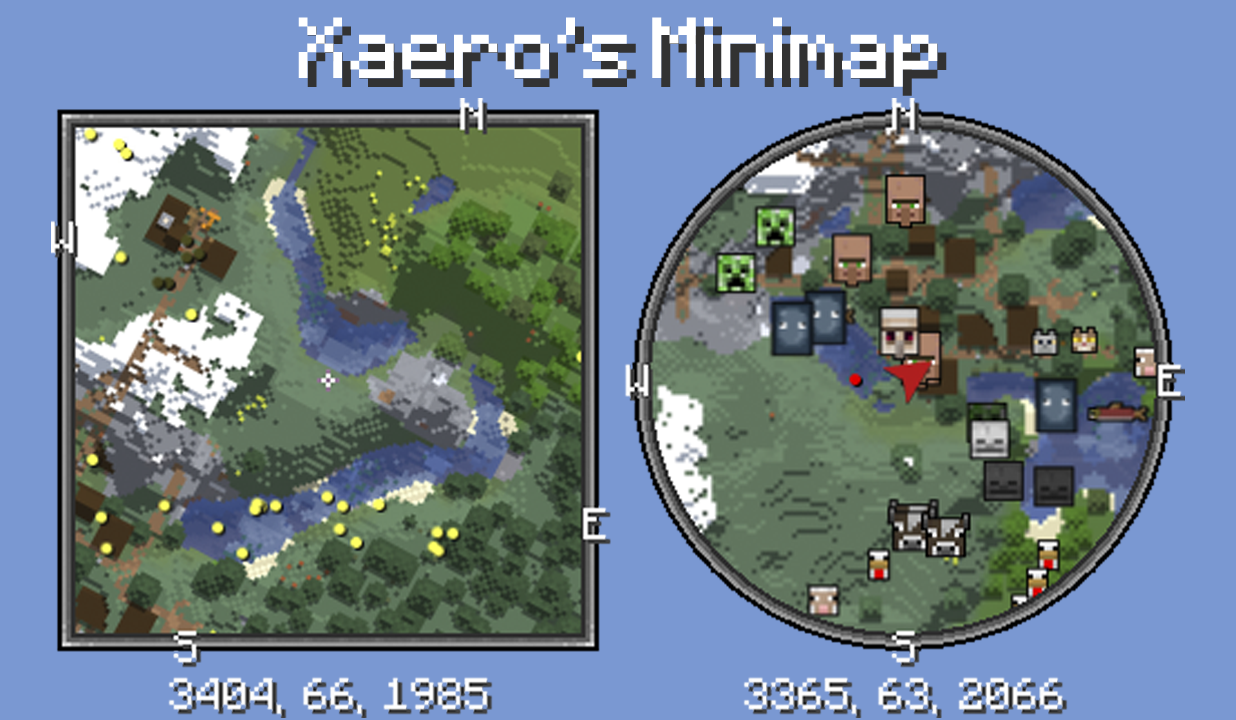 Xaero's Minimap
N
N
W
W
E
E
S
S
3404, 66, 1985
3365, 63, 2066